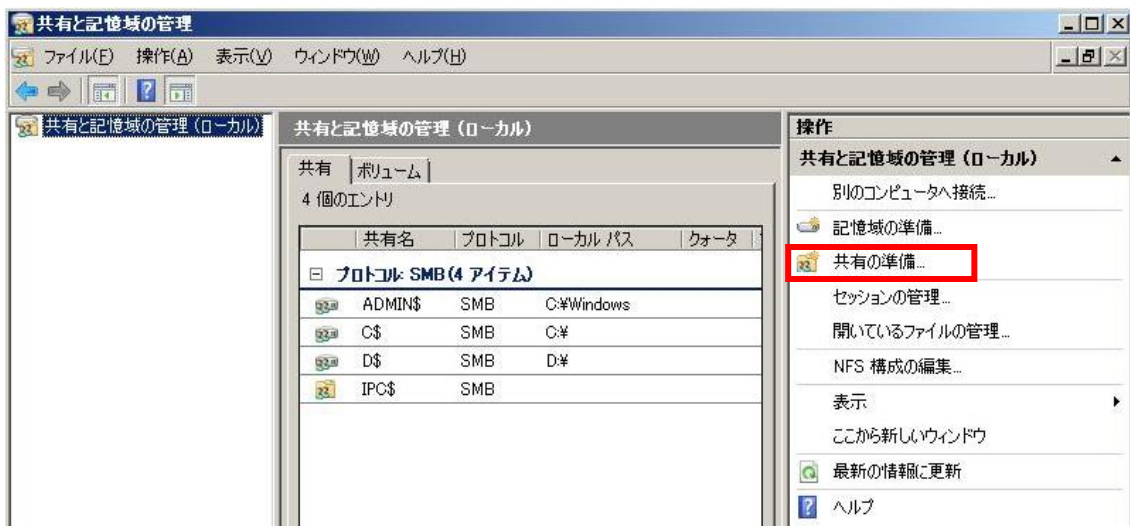 共有と記憶域の管理
ファイル(F) 操作(A) 表示(V) ウィンドウ(W) ヘルプ(H)
共有と記憶域の管理 (ローカル)
共有と記憶域の管理 (ローカル)
共有 ボリューム
4 個のエントリ
共有名 プロトコル ローカル パス クォータ
プロトコル: SMB (4 アイテム)
ADMIN$ SMB C:¥Windows
C$ SMB C:¥
D$ SMB D:¥
IPC$ SMB
操作
共有と記憶域の管理 (ローカル)
別のコンピュータへ接続...
記憶域の準備...
共有の準備...
セッションの管理...
開いているファイルの管理...
NFS 構成の編集...
表示
ここから新しいウィンドウ
最新の情報に更新
ヘルプ